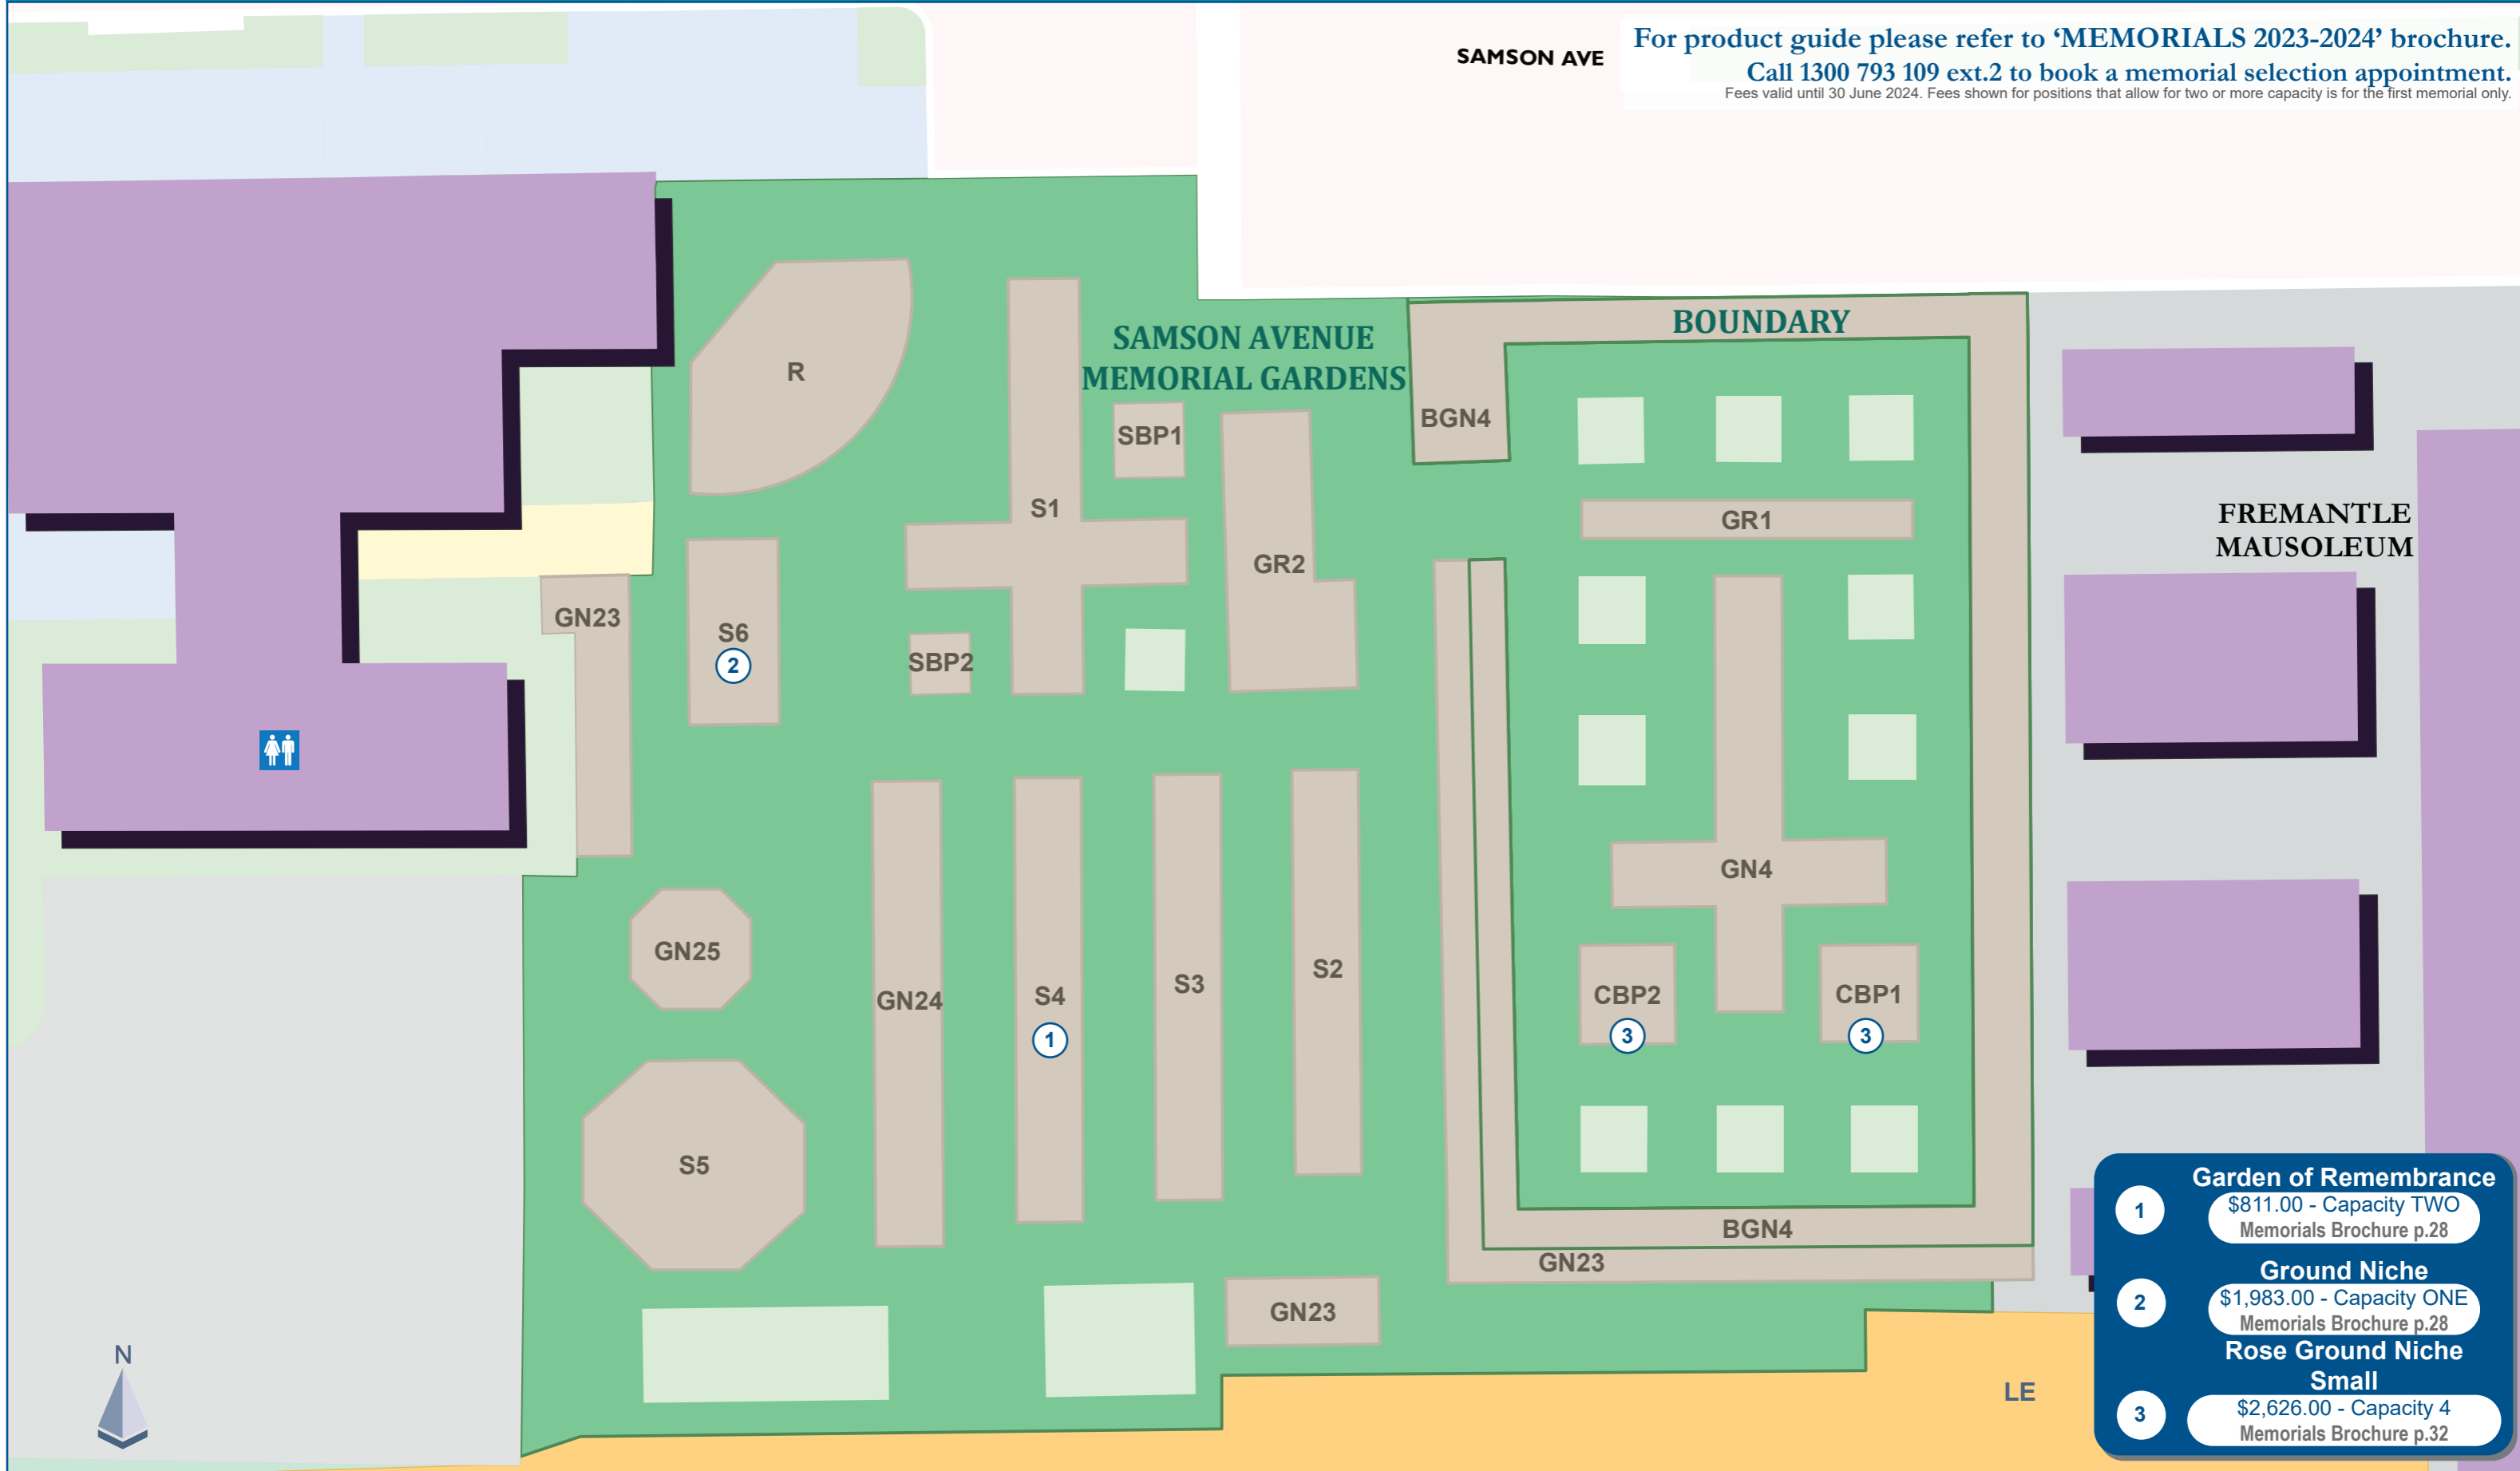 SAMSON AVE
For product guide please refer to ‘MEMORIALS 2023-2024’ brochure.
Call 1300 793 109 ext.2 to book a memorial selection appointment.
Fees valid until 30 June 2024. Fees shown for positions that allow for two or more capacity is for the first memorial only.
SAMSON AVENUE
MEMORIAL GARDENS
BOUNDARY
R
SBP1
BGN4
S1
GR1
FREMANTLE
MAUSOLEUM
GR2
GN23
S6
2
SBP2
GN4
GN25
GN24
S4
1
S3
S2
CBP2
3
CBP1
3
S5
BGN4
GN23
GN23
N
LE
Garden of Remembrance
1
$811.00 - Capacity TWO
Memorials Brochure p.28
Ground Niche
2
$1,983.00 - Capacity ONE
Memorials Brochure p.28
Rose Ground Niche
Small
3
$2,626.00 - Capacity 4
Memorials Brochure p.32